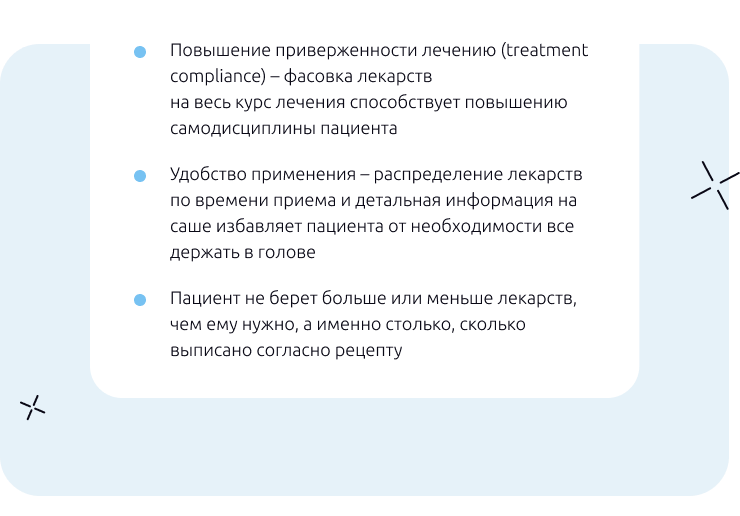 Повышение приверженности лечению (treatment
compliance) – фасовка лекарств
на весь курс лечения способствует повышению
самодисциплины пациента
Удобство применения – распределение лекарств
по времени приема и детальная информация на
саше избавляет пациента от необходимости все
держать в голове
Пациент не берет больше или меньше лекарств,
чем ему нужно, а именно столько, сколько
выписано согласно рецепту